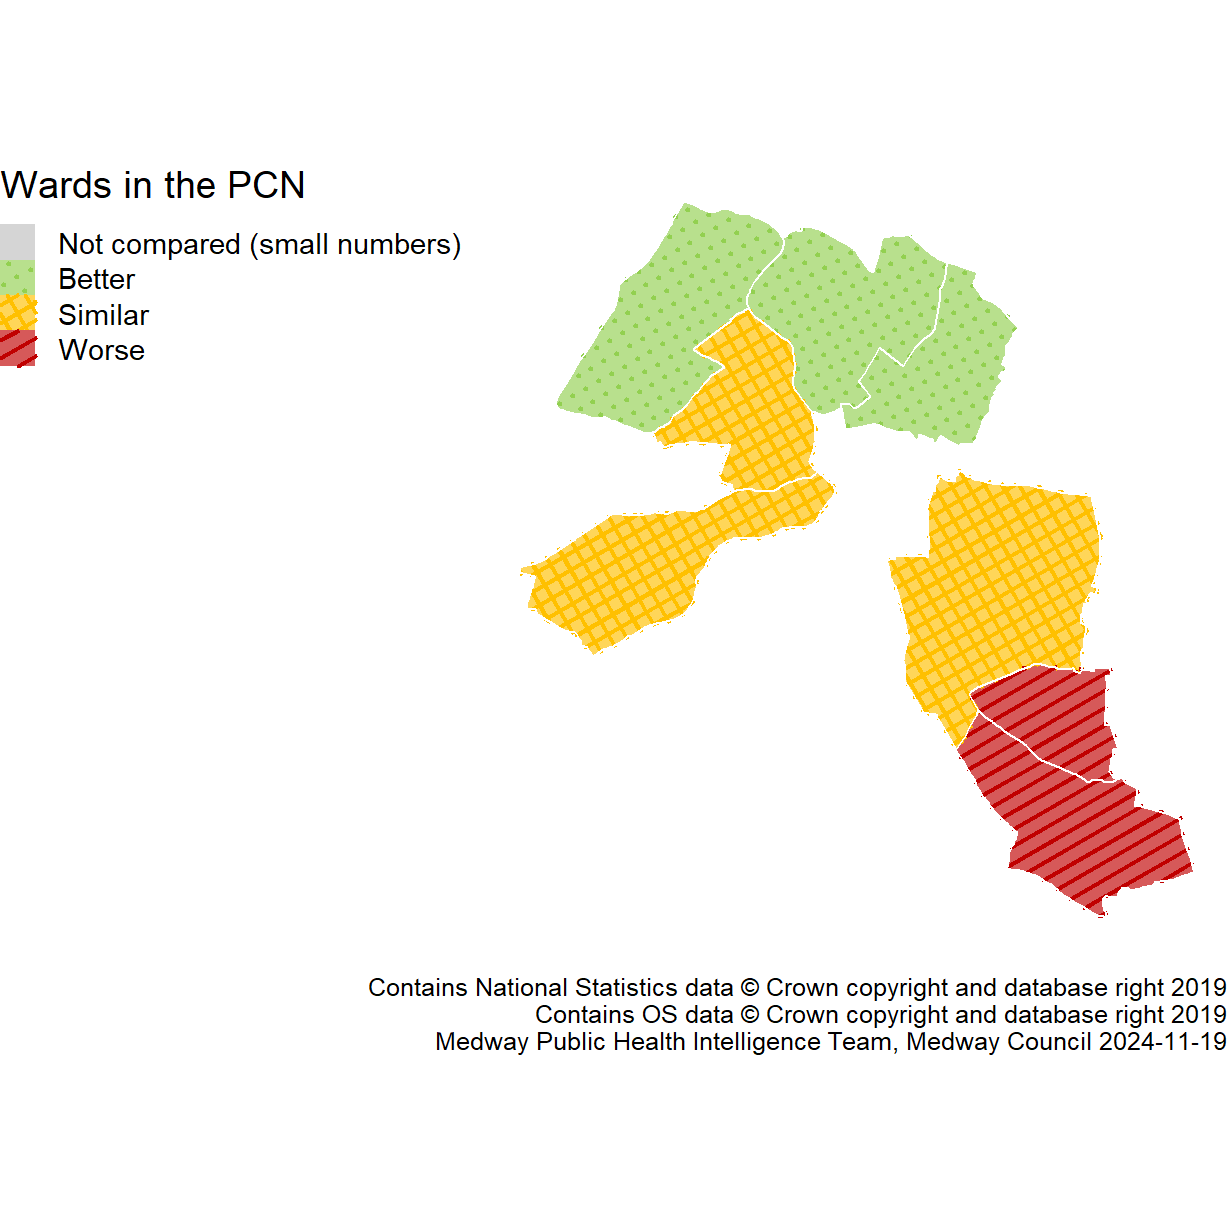 Wards in the PCN
Not compared (small numbers)
Better
Similar
Worse
Contains National Statistics data © Crown copyright and database right 2019
Contains OS data © Crown copyright and database right 2019
Medway Public Health Intelligence Team, Medway Council 2024-11-19